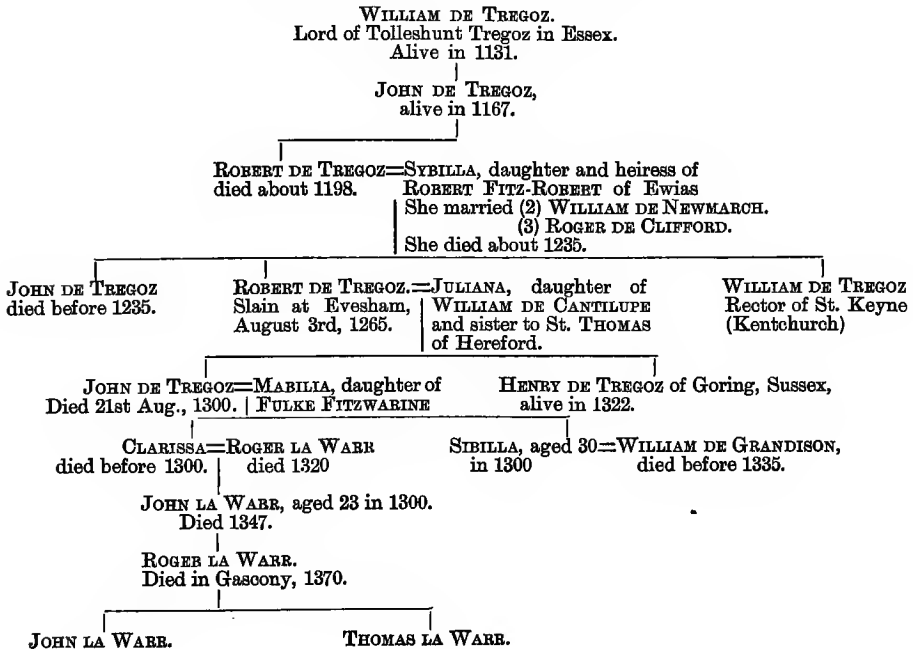 WILLIAM DE TREGOZ.
Lord of Tolleshunt Tregoz in Essex.
Alive in 1131.
JOHN DE TREGOZ,
alive in 1167.
ROBERT DE TREGOZ=SYBILLA, daughter and heiress of
died about 1198. ROBERT FITZ-ROBERT of Ewias
She married (2) WILLIAM DE NEWMARCH.
(3) ROGER DE CLIFFORD.
She died about 1235.
JOHN DE TREGOZ
died before 1235.
ROBERT DE TREGOZ.=JULIANA, daughter of
Slain at Evesham, WILLIAM DE CANTILUPE
August 3rd, 1265. and sister to St. THOMAS
of Hereford.
WILLIAM DE TREGOZ
Rector of St. Keyne
(Kentchurch)
JOHN DE TREGOZ=MABILIA, daughter of
Died 21st Aug., 1300. FULKE FITZWARINE
HENRY DE TREGOZ of Goring, Sussex,
alive in 1322.
CLARISSA=ROGER LA WARR
died before 1300. died 1320
SIBILLA, aged 30=WILLIAM DE GRANDISON,
in 1300 died before 1335.
JOHN LA WARR, aged 23 in 1300.
Died 1347.
ROGER LA WARR.
Died in Gascony, 1370.
JOHN LA WARR.
THOMAS LA WARR.